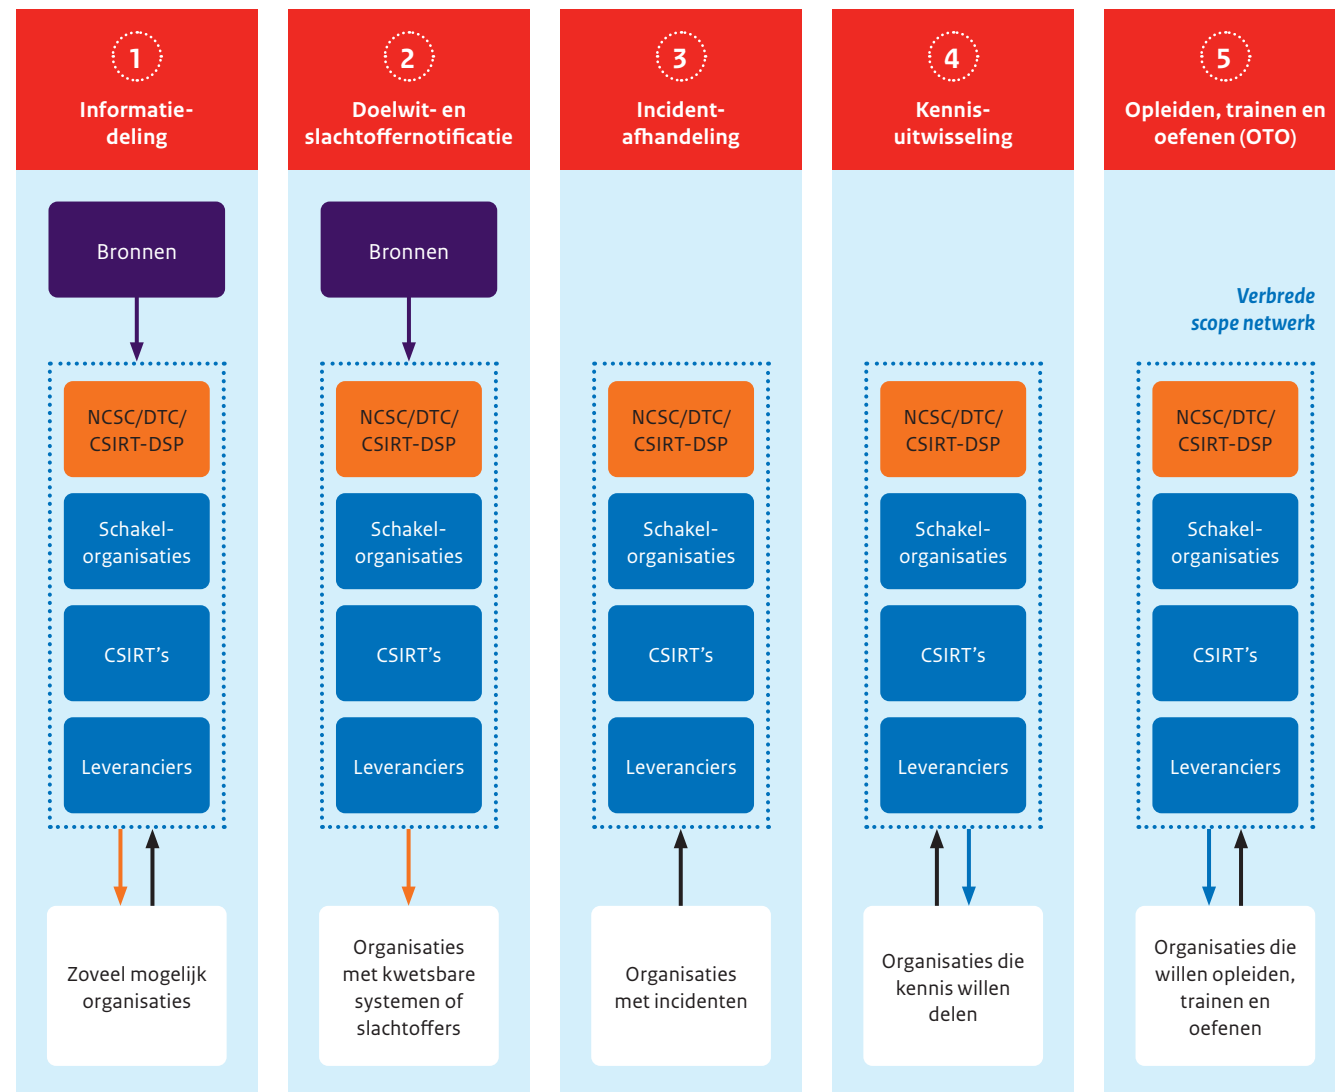 1
Informatie-
deling
Bronnen
NCSC/DTC/
CSIRT-DSP
Schakel-
organisaties
CSIRT’s
Leveranciers
Zoveel mogelijk
organisaties
2
Doelwit- en
slachtoffernotificatie
Bronnen
NCSC/DTC/
CSIRT-DSP
Schakel-
organisaties
CSIRT’s
Leveranciers
Organisaties
met kwetsbare
systemen of
slachtoffers
3
Incident-
afhandeling
NCSC/DTC/
CSIRT-DSP
Schakel-
organisaties
CSIRT’s
Leveranciers
Organisaties
met incidenten
4
Kennis-
uitwisseling
NCSC/DTC/
CSIRT-DSP
Schakel-
organisaties
CSIRT’s
Leveranciers
Organisaties die
kennis willen
delen
5
Opleiden, trainen en
oefenen (OTO)
Verbrede
scope netwerk
NCSC/DTC/
CSIRT-DSP
Schakel-
organisaties
CSIRT’s
Leveranciers
Organisaties die
willen opleiden,
trainen en
oefenen